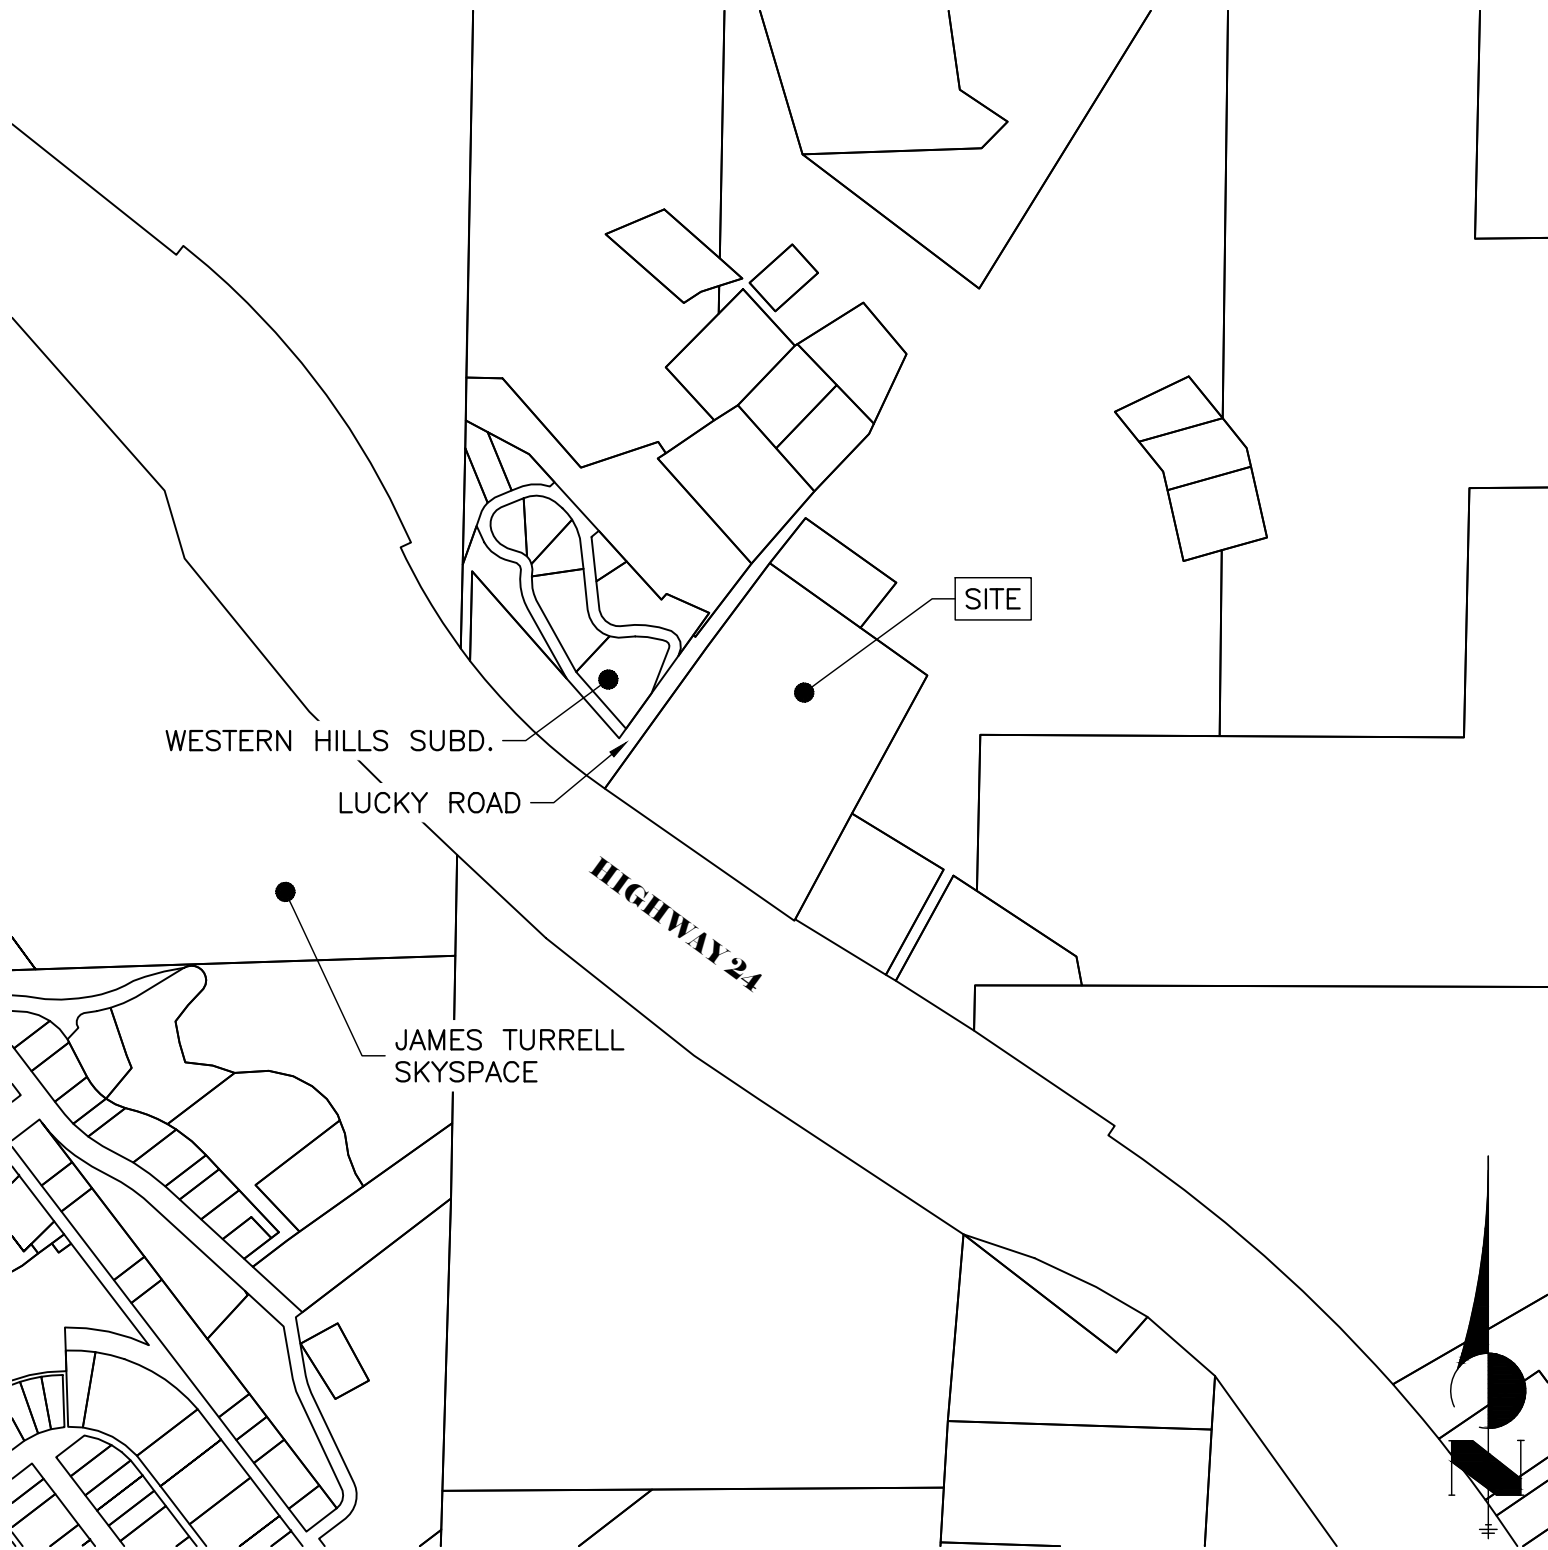 SITE
WESTERN HILLS SUBD.
LUCKY ROAD
HIGHWAY 24
JAMES TURRELL
SKYSPACE
N